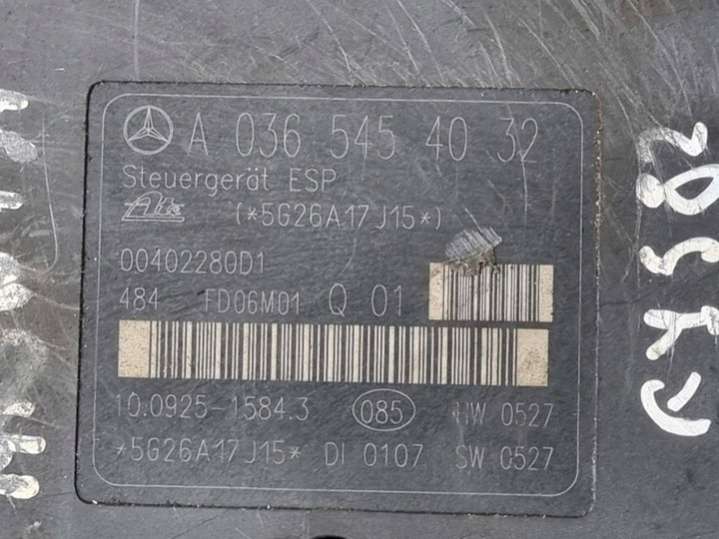 A 036 545 40 32
Steuergerät ESP
Ate (*5G26A17J15*)
00402280D1
484 FD06M01 Q 01
10.0925-1584.3 085 HW 0527
*5G26A17J15* DI 0107 SW 0527
RY582